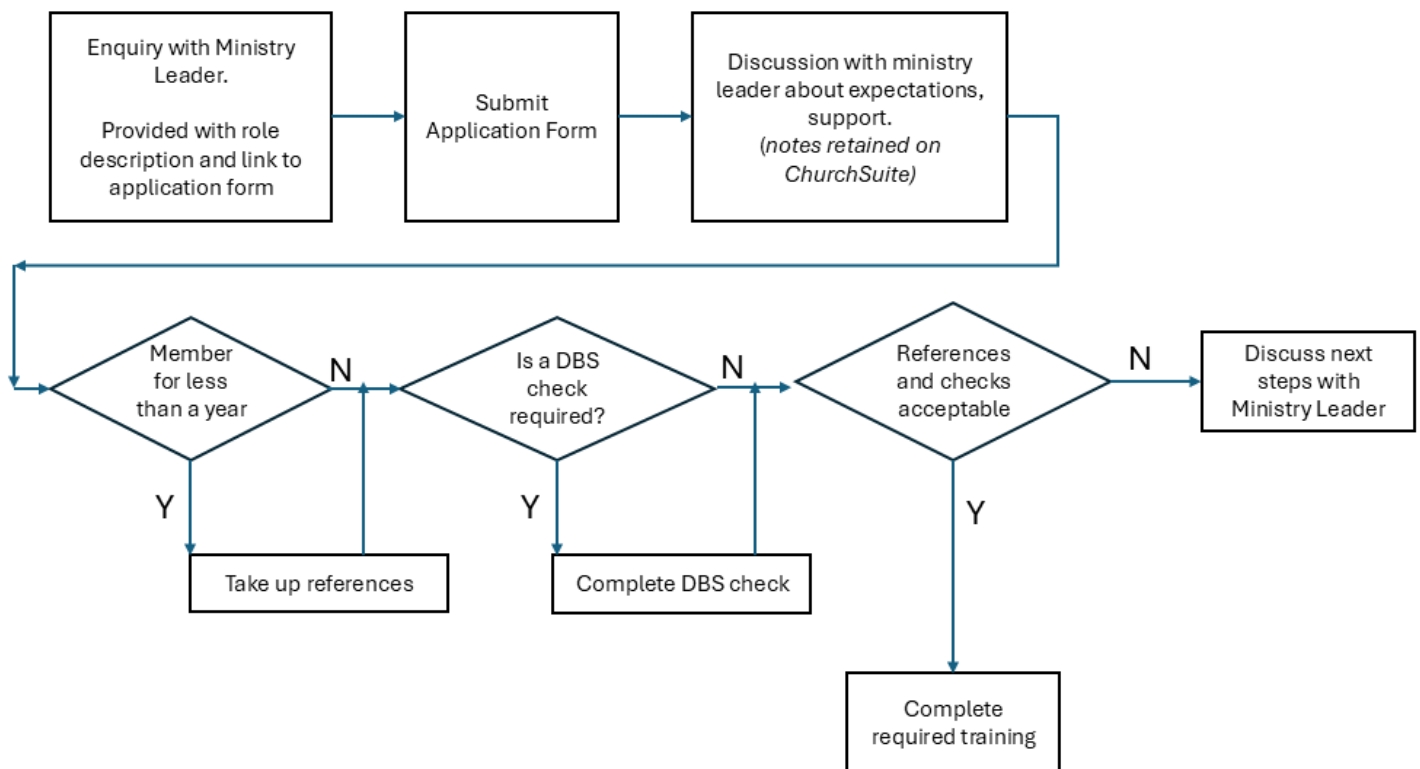 Enquiry with Ministry
Leader.
Provided with role
description and link to
application form
Submit
Application Form
Discussion with ministry
leader about expectations,
support.
(notes retained on
ChurchSuite)
Member
for less
than a year
N
Y
Take up references
Is a DBS
check
required?
N
Y
Complete DBS check
References
and checks
acceptable
N
Discuss next
steps with
Ministry Leader
Y
Complete
required training